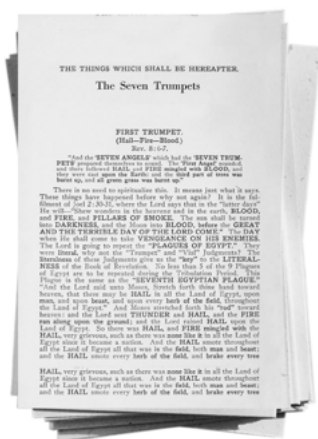 THE THINGS WHICH SHALL BE HEREAFTER.
The Seven Trumpets
FIRST TRUMPET.
(Hail—Fire—Blood.)
Rev. 8:6-7.
"And the 'SEVEN ANGELS' which had the 'SEVEN TRUM-
PETS' prepared themselves to sound. The 'First Angel' sounded,
and there followed HAIL and FIRE mingled with BLOOD, and
they were cast upon the Earth: and the third part of trees was
burnt up, and all green grass was burnt up."
There is no need to spiritualize this. It means just what it says.
These things have happened before why not again? It is the ful-
filment of Joel 2:30-31, where the Lord says that in the "latter days"
He will—"Shew wonders in the heavens and in the earth, BLOOD,
and FIRE, and PILLARS OF SMOKE. The sun shall be turned
into DARKNESS, and the Moon into BLOOD, before the GREAT
AND THE TERRIBLE DAY OF THE LORD COME." The DAY
when He shall come to take VENGEANCE ON HIS ENEMIES.
The Lord is going to repeat the "PLAGUES OF EGYPT." They
were literal, why not the "Trumpet" and "Vial" Judgments? The
literalness of these Judgments give us the "key" to the LITERAL-
NESS of the Book of Revelation. No less than 5 of the 9 Plagues
of Egypt are to be repeated during the Tribulation Period. This
Plague is the same as the "SEVENTH EGYPTIAN PLAGUE."
"And the Lord said unto Moses, Stretch forth thine hand toward
heaven, that there may be HAIL in all the Land of Egypt, upon
man, and upon beast, and upon every herb of the field, throughout
the Land of Egypt." And Moses stretched forth his "rod" toward
heaven: and the Lord sent THUNDER and HAIL, and the FIRE
ran along upon the ground; and the Lord rained HAIL upon the
Land of Egypt. So there was HAIL, and FIRE mingled with the
HAIL, very grievous, such as there was none like it in all the Land of
Egypt since it became a nation. And the HAIL smote throughout
all the Land of Egypt all that was in the field, both man and beast;
and the HAIL smote every herb of the field, and brake every tree
HAIL, very grievous, such as there was none like it in all the Land of
Egypt since it became a nation. And the HAIL smote throughout
all the Land of Egypt all that was in the field, both man and beast;
and the HAIL smote every herb of the field, and brake every tree